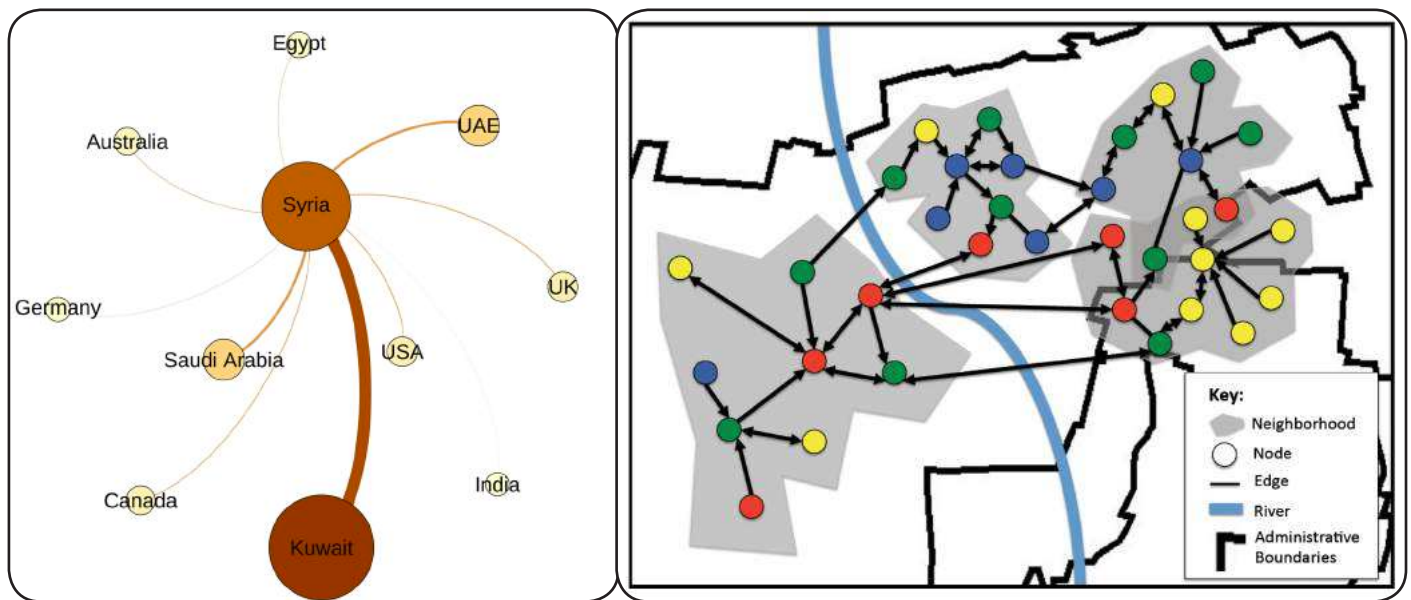 Egypt
UAE
Australia
Syria
UK
Germany
USA
Saudi Arabia
India
Canada
Kuwait
Key:
Neighborhood
Node
Edge
River
Administrative
Boundaries